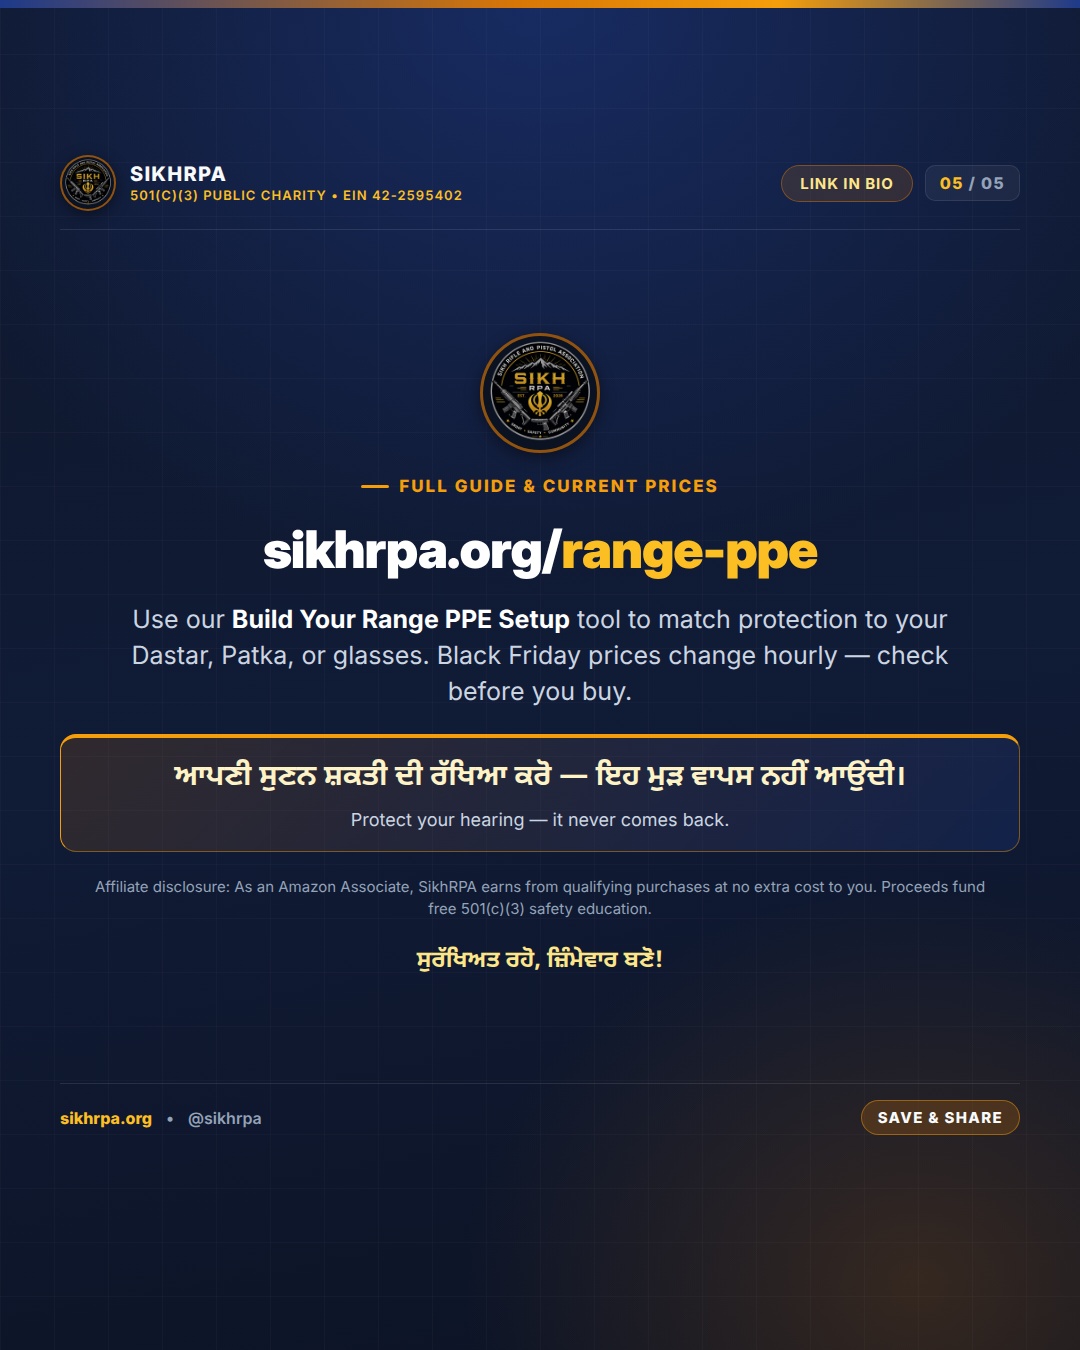 SIKHRPA
501(C)(3) PUBLIC CHARITY • EIN 42-2595402
LINK IN BIO
05 / 05
SIKH RIFLE AND PISTOL ASSOCIATION
SIKH
RPA
FULL GUIDE & CURRENT PRICES
sikhrpa.org/range-ppe
Use our Build Your Range PPE Setup tool to match protection to your
Dastar, Patka, or glasses. Black Friday prices change hourly — check
before you buy.
ਆਪਣੀ ਸੁਣਨ ਸ਼ਕਤੀ ਦੀ ਰੱਖਿਆ ਕਰੋ — ਇਹ ਮੁੜ ਵਾਪਸ ਨਹੀਂ ਆਉਂਦੀ।
Protect your hearing — it never comes back.
Affiliate disclosure: As an Amazon Associate, SikhRPA earns from qualifying purchases at no extra cost to you. Proceeds fund
free 501(c)(3) safety education.
ਸੁਰੱਖਿਅਤ ਰਹੋ, ਜ਼ਿੰਮੇਵਾਰ ਬਣੋ!
sikhrpa.org • @sikhrpa
SAVE & SHARE